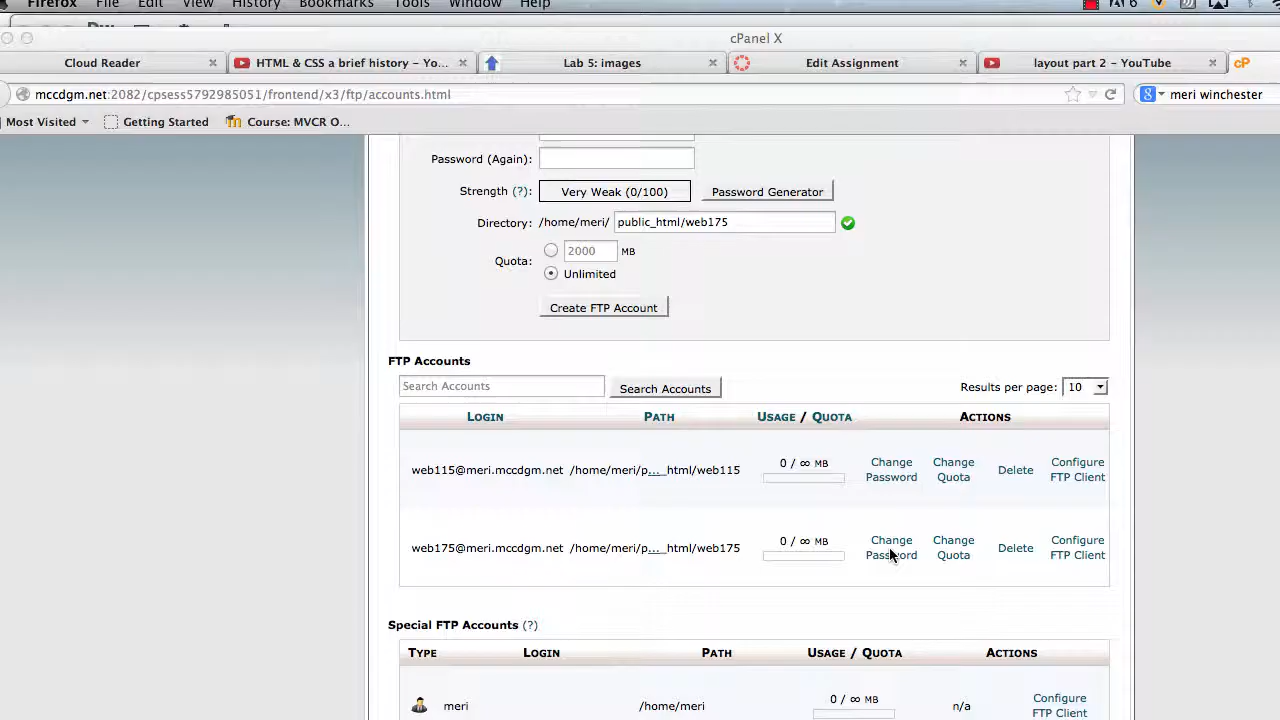 Firefox File Edit View History Bookmarks Tools Window Help
cPanel X
Cloud Reader HTML & CSS a brief history – Yo... Lab 5: images Edit Assignment layout part 2 – YouTube cP
mccdgm.net:2082/cpsess5792985051/frontend/x3/ftp/accounts.html meri winchester
Most Visited Getting Started Course: MVCR O...
Password (Again):
Strength (?): Very Weak (0/100) Password Generator
Directory: /home/meri/ public_html/web175
2000 MB
Quota:
Unlimited
Create FTP Account
FTP Accounts
Search Accounts Search Accounts Results per page: 10
LOGIN PATH USAGE / QUOTA ACTIONS
web115@meri.mccdgm.net /home/meri/p..._html/web115 0 / ∞ MB Change Password Change Quota Delete Configure FTP Client
web175@meri.mccdgm.net /home/meri/p..._html/web175 0 / ∞ MB Change Password Change Quota Delete Configure FTP Client
Special FTP Accounts (?)
TYPE LOGIN PATH USAGE / QUOTA ACTIONS
meri /home/meri 0 / ∞ MB n/a Configure FTP Client